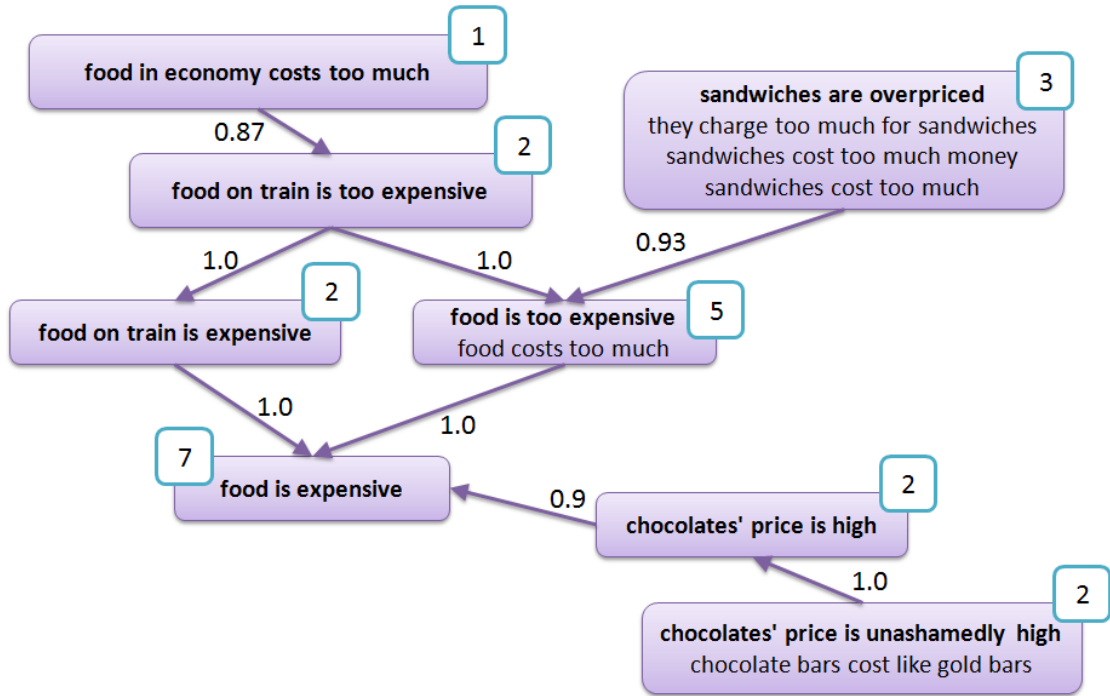 1
food in economy costs too much
3
sandwiches are overpriced
they charge too much for sandwiches
sandwiches cost too much money
sandwiches cost too much
0.87
2
food on train is too expensive
1.0
1.0
0.93
2
food on train is expensive
5
food is too expensive
food costs too much
1.0
1.0
7
food is expensive
0.9
2
chocolates' price is high
1.0
2
chocolates' price is unashamedly high
chocolate bars cost like gold bars